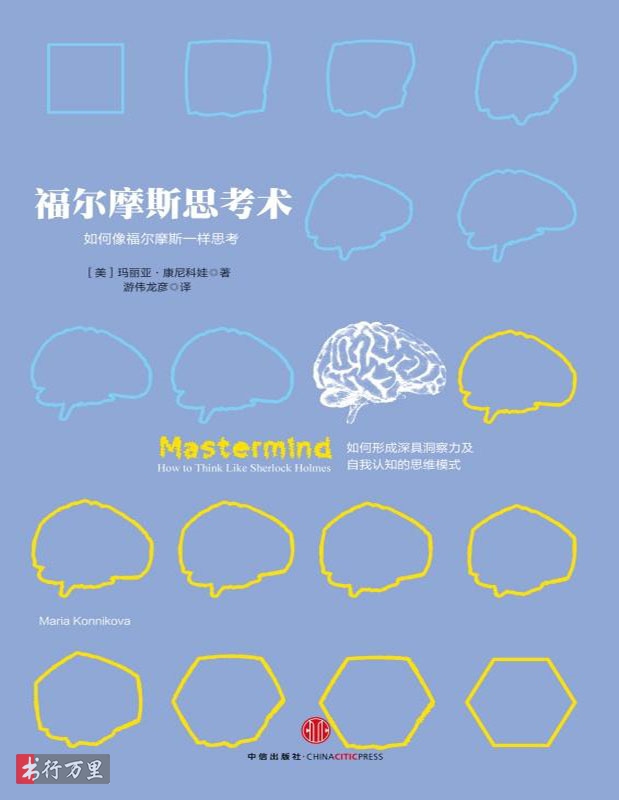 福尔摩斯思考术
如何像福尔摩斯一样思考
［美］玛丽亚·康尼科娃◎著
游伟龙彦◎译
Mastermind
How to Think Like Sherlock Holmes
如何形成深具洞察力及
自我认知的思维模式
Maria Konnikova
中信出版社·CHINACITICPRESS
书行万里